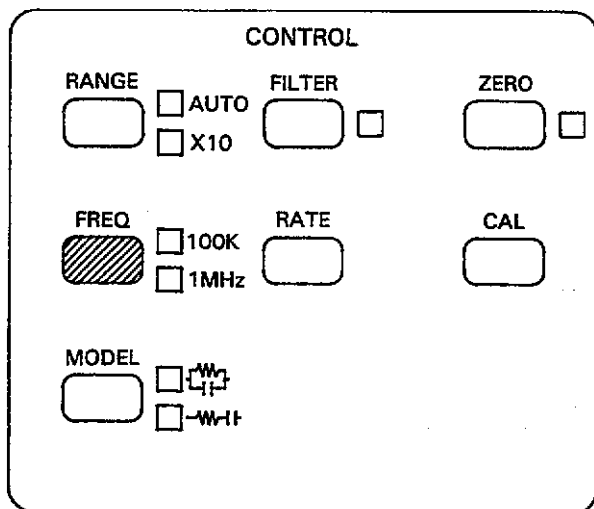 CONTROL
RANGE
AUTO
X10
FILTER
ZERO
FREQ
100K
1MHz
RATE
CAL
MODEL